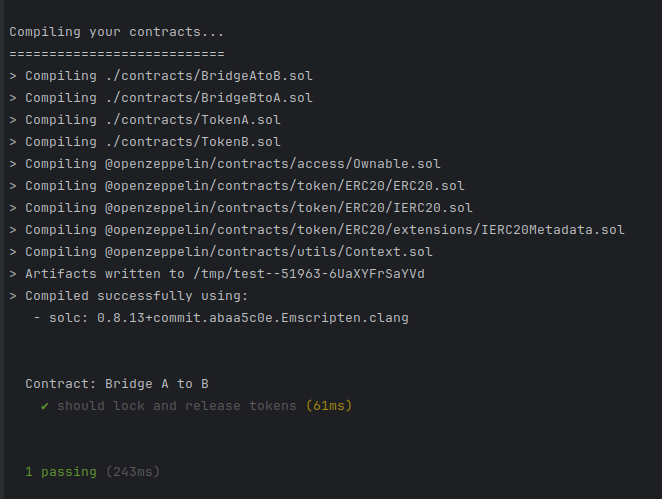 Compiling your contracts...
===========================
> Compiling ./contracts/BridgeAtoB.sol
> Compiling ./contracts/BridgeBtoA.sol
> Compiling ./contracts/TokenA.sol
> Compiling ./contracts/TokenB.sol
> Compiling @openzeppelin/contracts/access/Ownable.sol
> Compiling @openzeppelin/contracts/token/ERC20/ERC20.sol
> Compiling @openzeppelin/contracts/token/ERC20/IERC20.sol
> Compiling @openzeppelin/contracts/token/ERC20/extensions/IERC20Metadata.sol
> Compiling @openzeppelin/contracts/utils/Context.sol
> Artifacts written to /tmp/test--51963-6UaXYFrSaYVd
> Compiled successfully using:
- solc: 0.8.13+commit.abaa5c0e.Emscripten.clang
Contract: Bridge A to B
✔ should lock and release tokens (61ms)
1 passing (243ms)